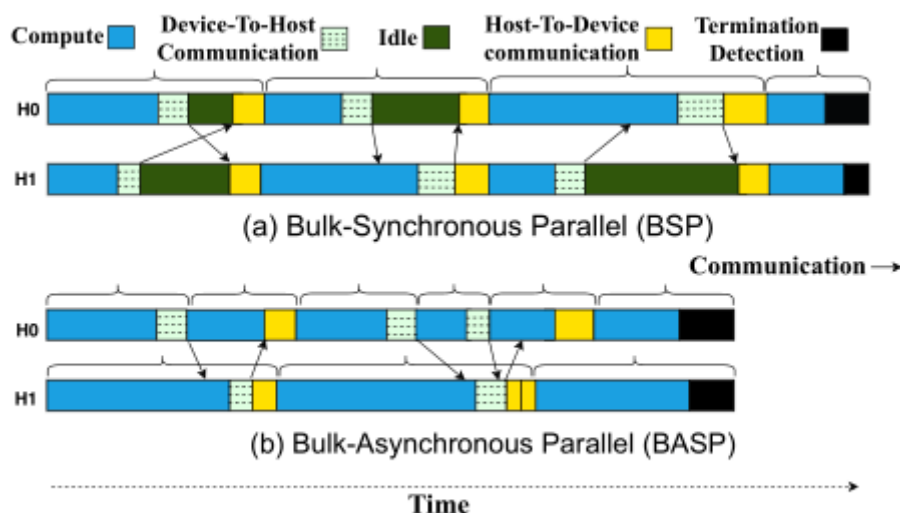 Compute
Device-To-Host
Communication
Idle
Host-To-Device
communication
Termination
Detection
H0
H1
(a) Bulk-Synchronous Parallel (BSP)
Communication
H0
H1
(b) Bulk-Asynchronous Parallel (BASP)
Time